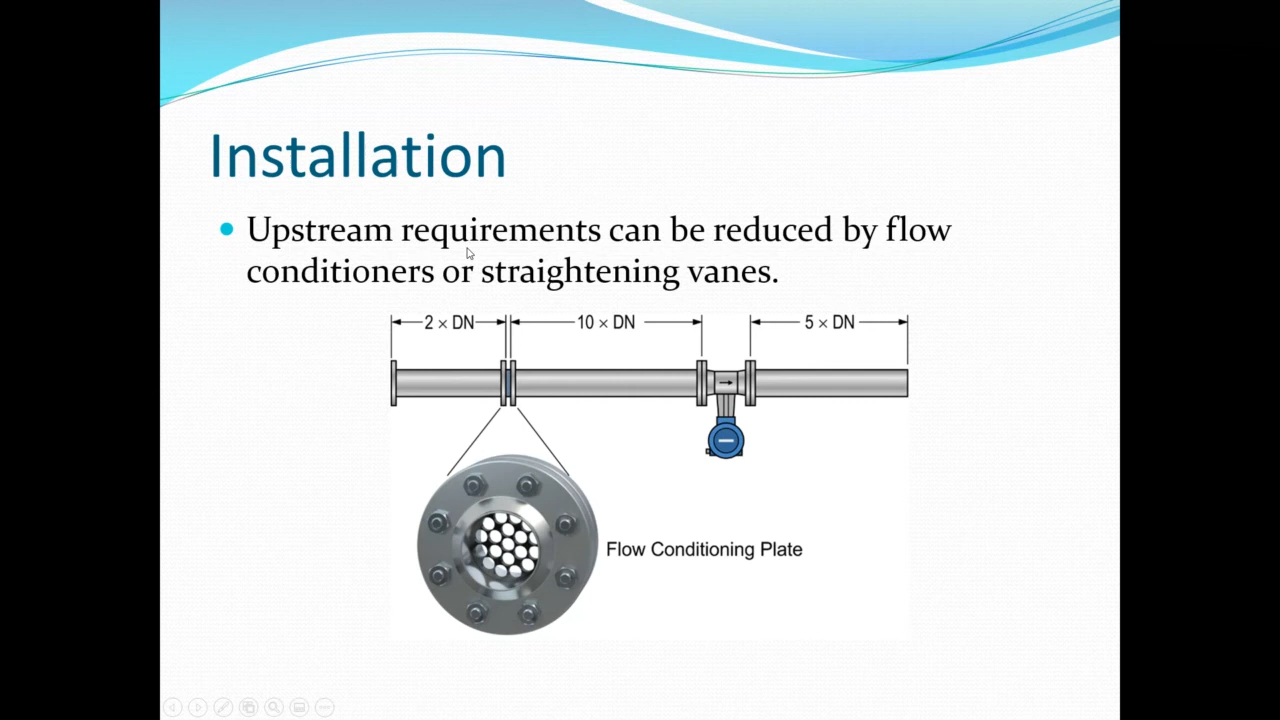 Installation
Upstream requirements can be reduced by flow
conditioners or straightening vanes.
2 × DN
10 × DN
5 × DN
Flow Conditioning Plate